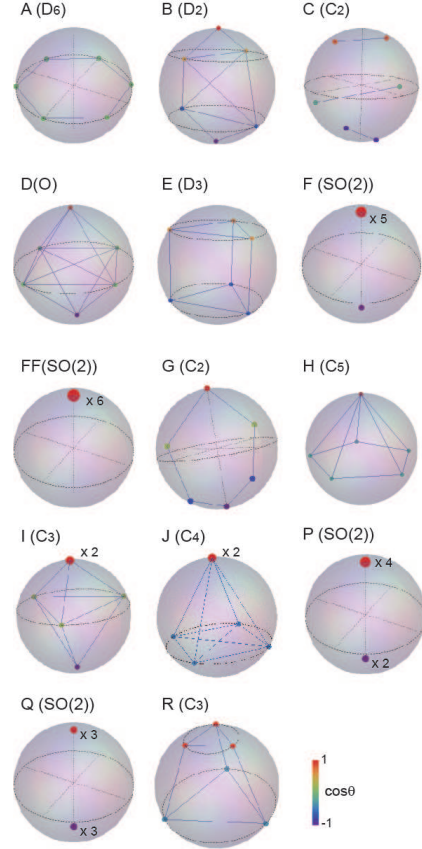 A (D6) B (D2) C (C2)
D(O) E (D3) F (SO(2))
x 5
FF(SO(2)) G (C2) H (C5)
x 6
I (C3) J (C4) P (SO(2))
x 2 x 2 x 4
x 2
Q (SO(2)) R (C3)
x 3
1
cosθ
x 3 -1